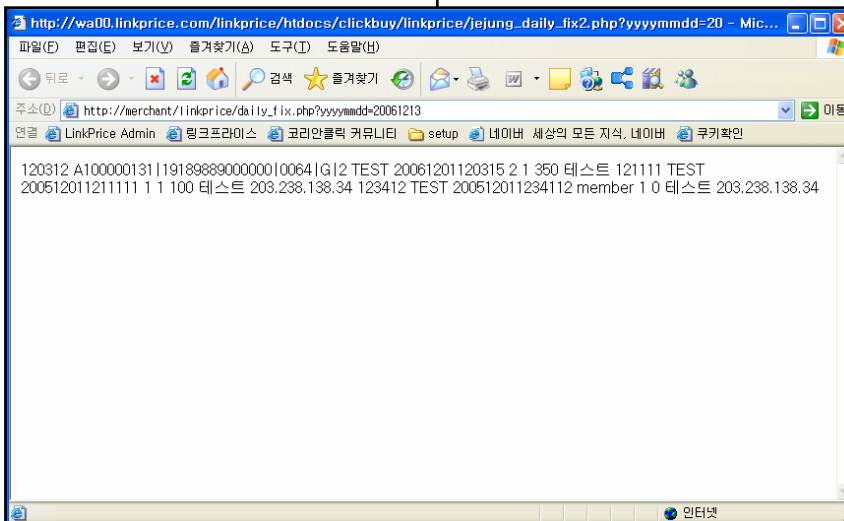 http://wa00.linkprice.com/linkprice/htdocs/clickbuy/linkprice/jejung_daily_fix2.php?yyyymmdd=20 - Mic...
파일(F) 편집(E) 보기(V) 즐겨찾기(A) 도구(T) 도움말(H)
뒤로 검색 즐겨찾기
주소(D) http://merchant/linkprice/daily_fix.php?yyyymmdd=20061213 이동
연결 LinkPrice Admin 링크프라이스 코리안클릭 커뮤니티 setup 네이버 세상의 모든 지식, 네이버 쿠키확인
120312 A100000131|19189889000000|0064|G|2 TEST 20061201120315 2 1 350 테스트 121111 TEST
200512011211111 1 1 100 테스트 203.238.138.34 123412 TEST 200512011234112 member 1 0 테스트 203.238.138.34
인터넷